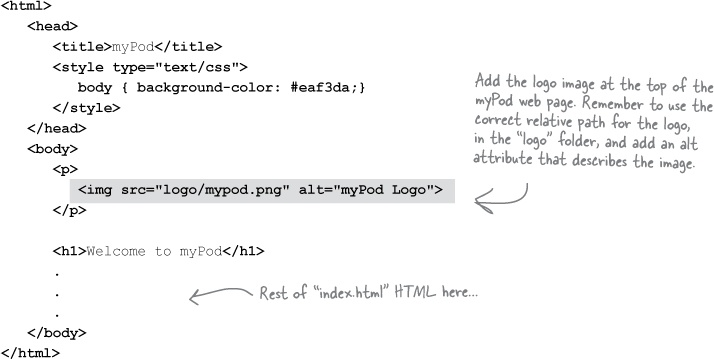 <html>
<head>
<title>myPod</title>
<style type="text/css">
body { background-color: #eaf3da;}
</style>
</head>
<body>
<p>
<img src="logo/mypod.png" alt="myPod Logo">
</p>
<h1>Welcome to myPod</h1>
.
.
.
</body>
</html>
Add the logo image at the top of the
myPod web page. Remember to use the
correct relative path for the logo,
in the "logo" folder, and add an alt
attribute that describes the image.
Rest of "index.html" HTML here...